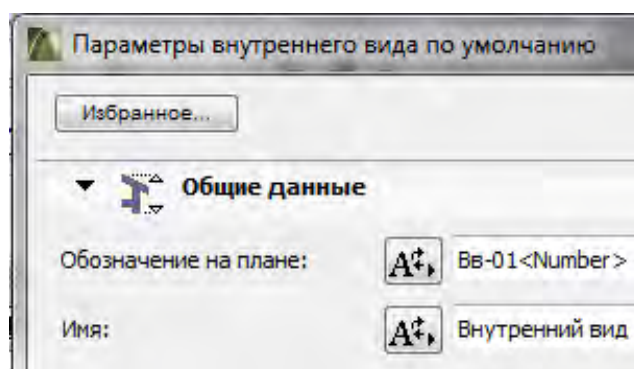 Параметры внутреннего вида по умолчанию
Избранное...
Общие данные
Обозначение на плане: Вв-01<Number>
Имя: Внутренний вид